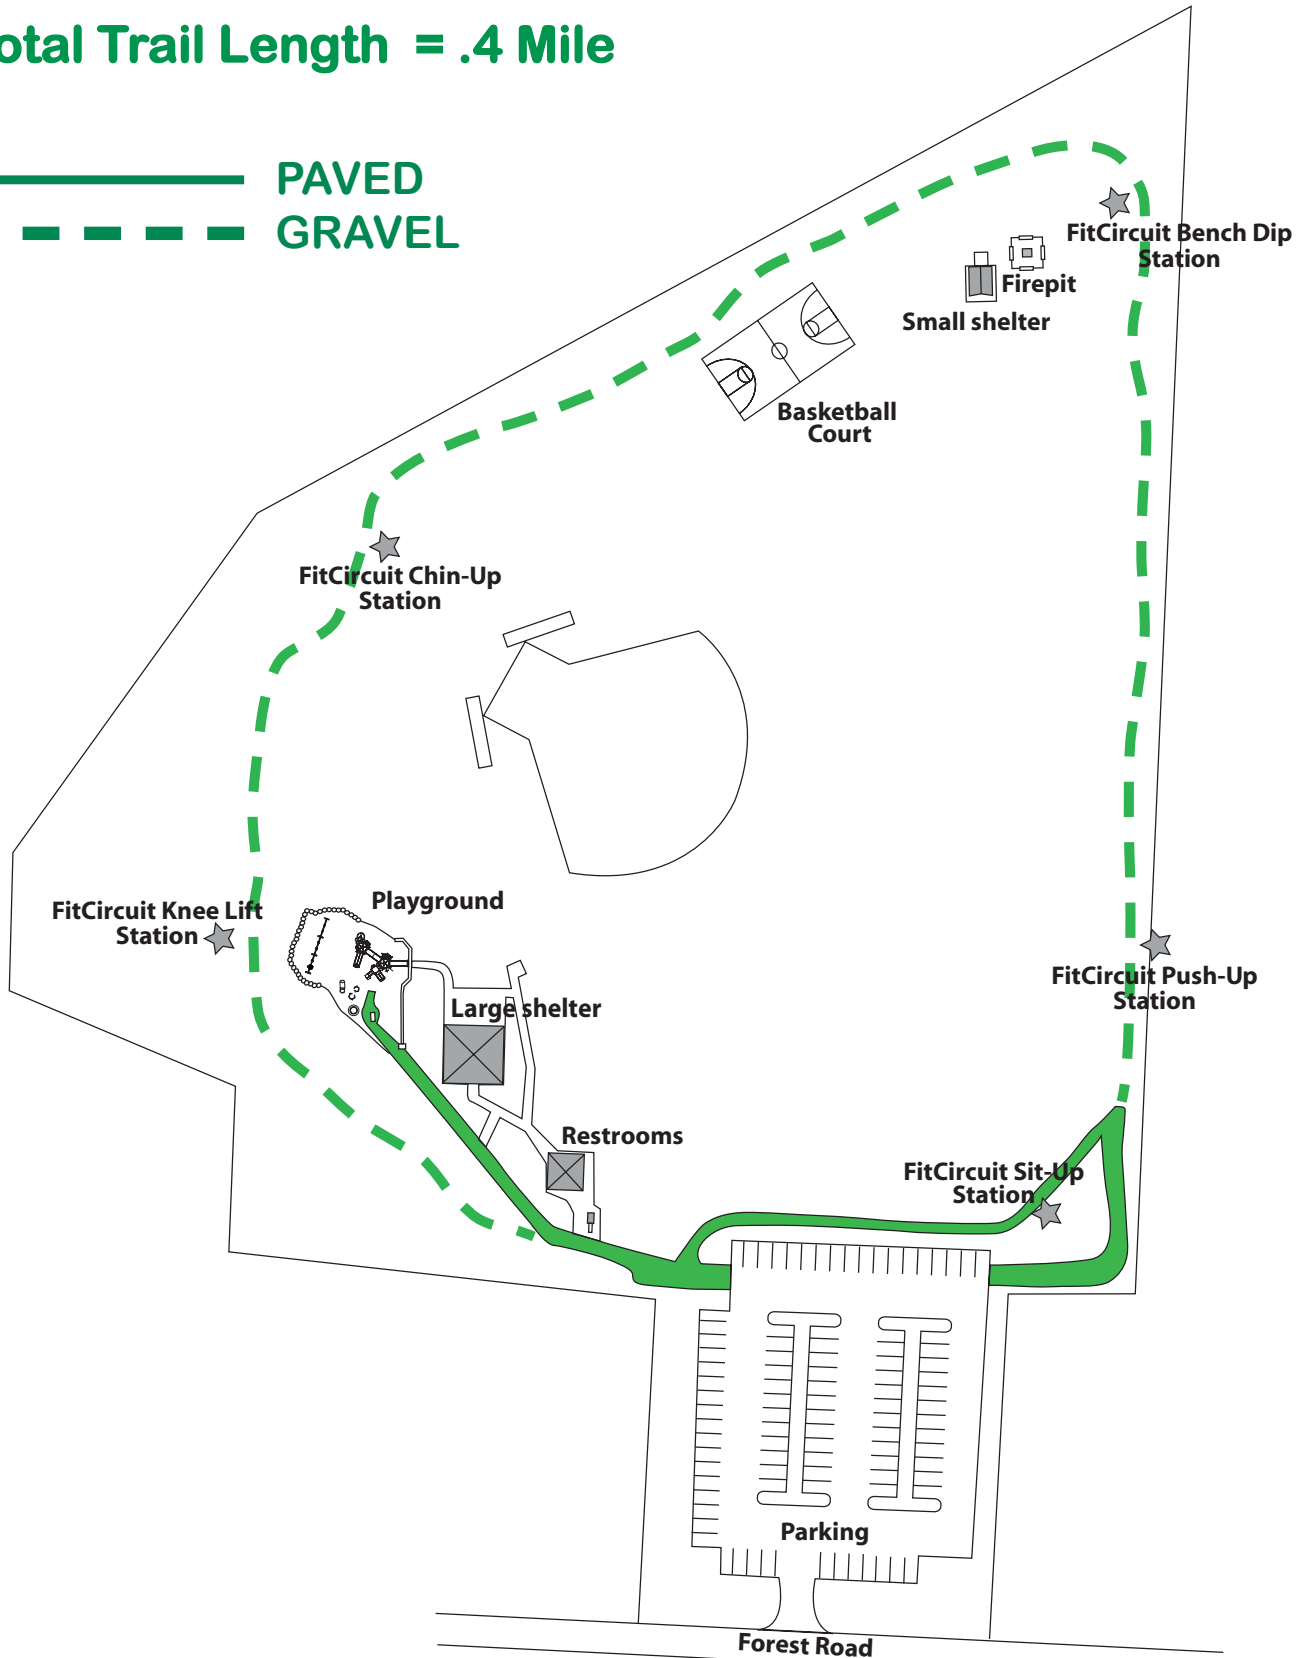 otal Trail Length = .4 Mile
PAVED
GRAVEL
FitCircuit Bench Dip
Station
Firepit
Small shelter
Basketball
Court
FitCircuit Chin-Up
Station
Playground
FitCircuit Knee Lift
Station
FitCircuit Push-Up
Station
Large shelter
Restrooms
FitCircuit Sit-Up
Station
Parking
Forest Road